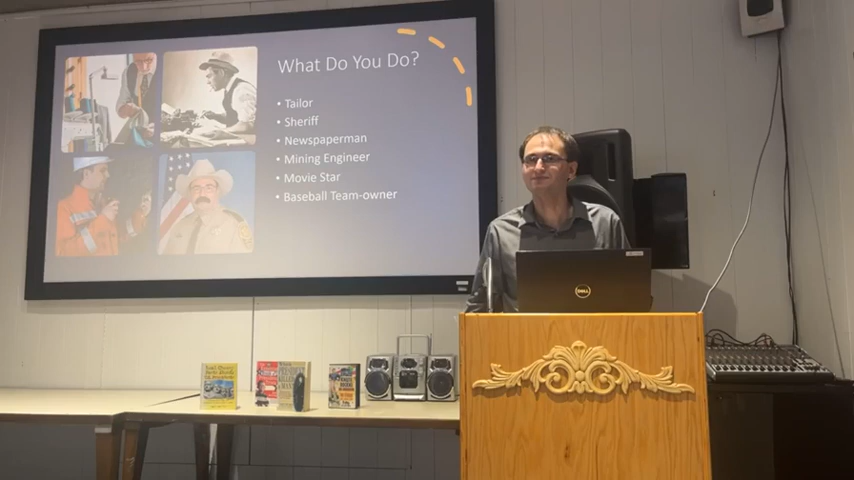 What Do You Do?
• Tailor
• Sheriff
• Newspaperman
• Mining Engineer
• Movie Star
• Baseball Team-owner
DELL